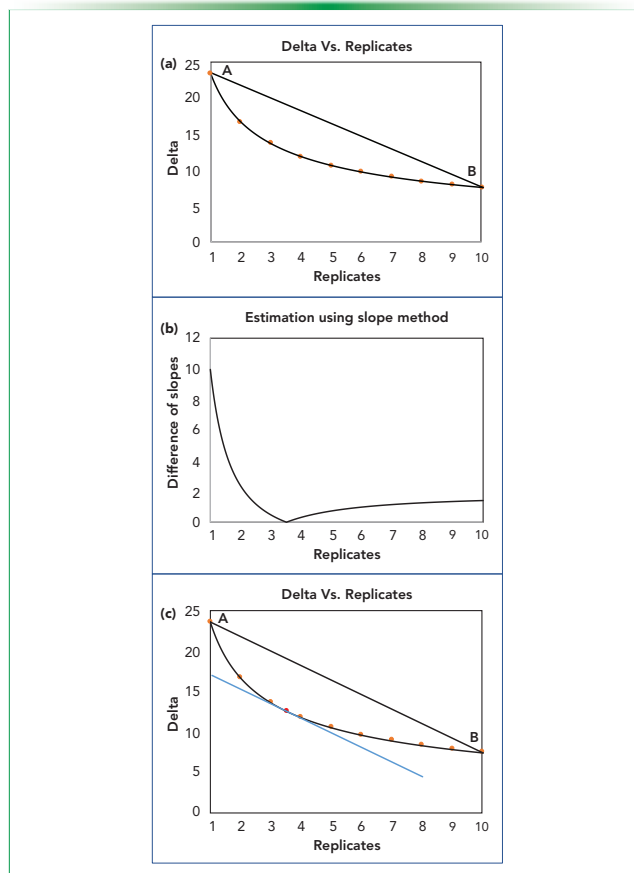 Delta Vs. Replicates
(a)
25
20
15
10
5
0
Delta
A
B
1 2 3 4 5 6 7 8 9 10
Replicates
Estimation using slope method
(b)
12
10
8
6
4
2
0
Difference of slopes
1 2 3 4 5 6 7 8 9 10
Replicates
Delta Vs. Replicates
(c)
25
20
15
10
5
0
Delta
A
B
1 2 3 4 5 6 7 8 9 10
Replicates